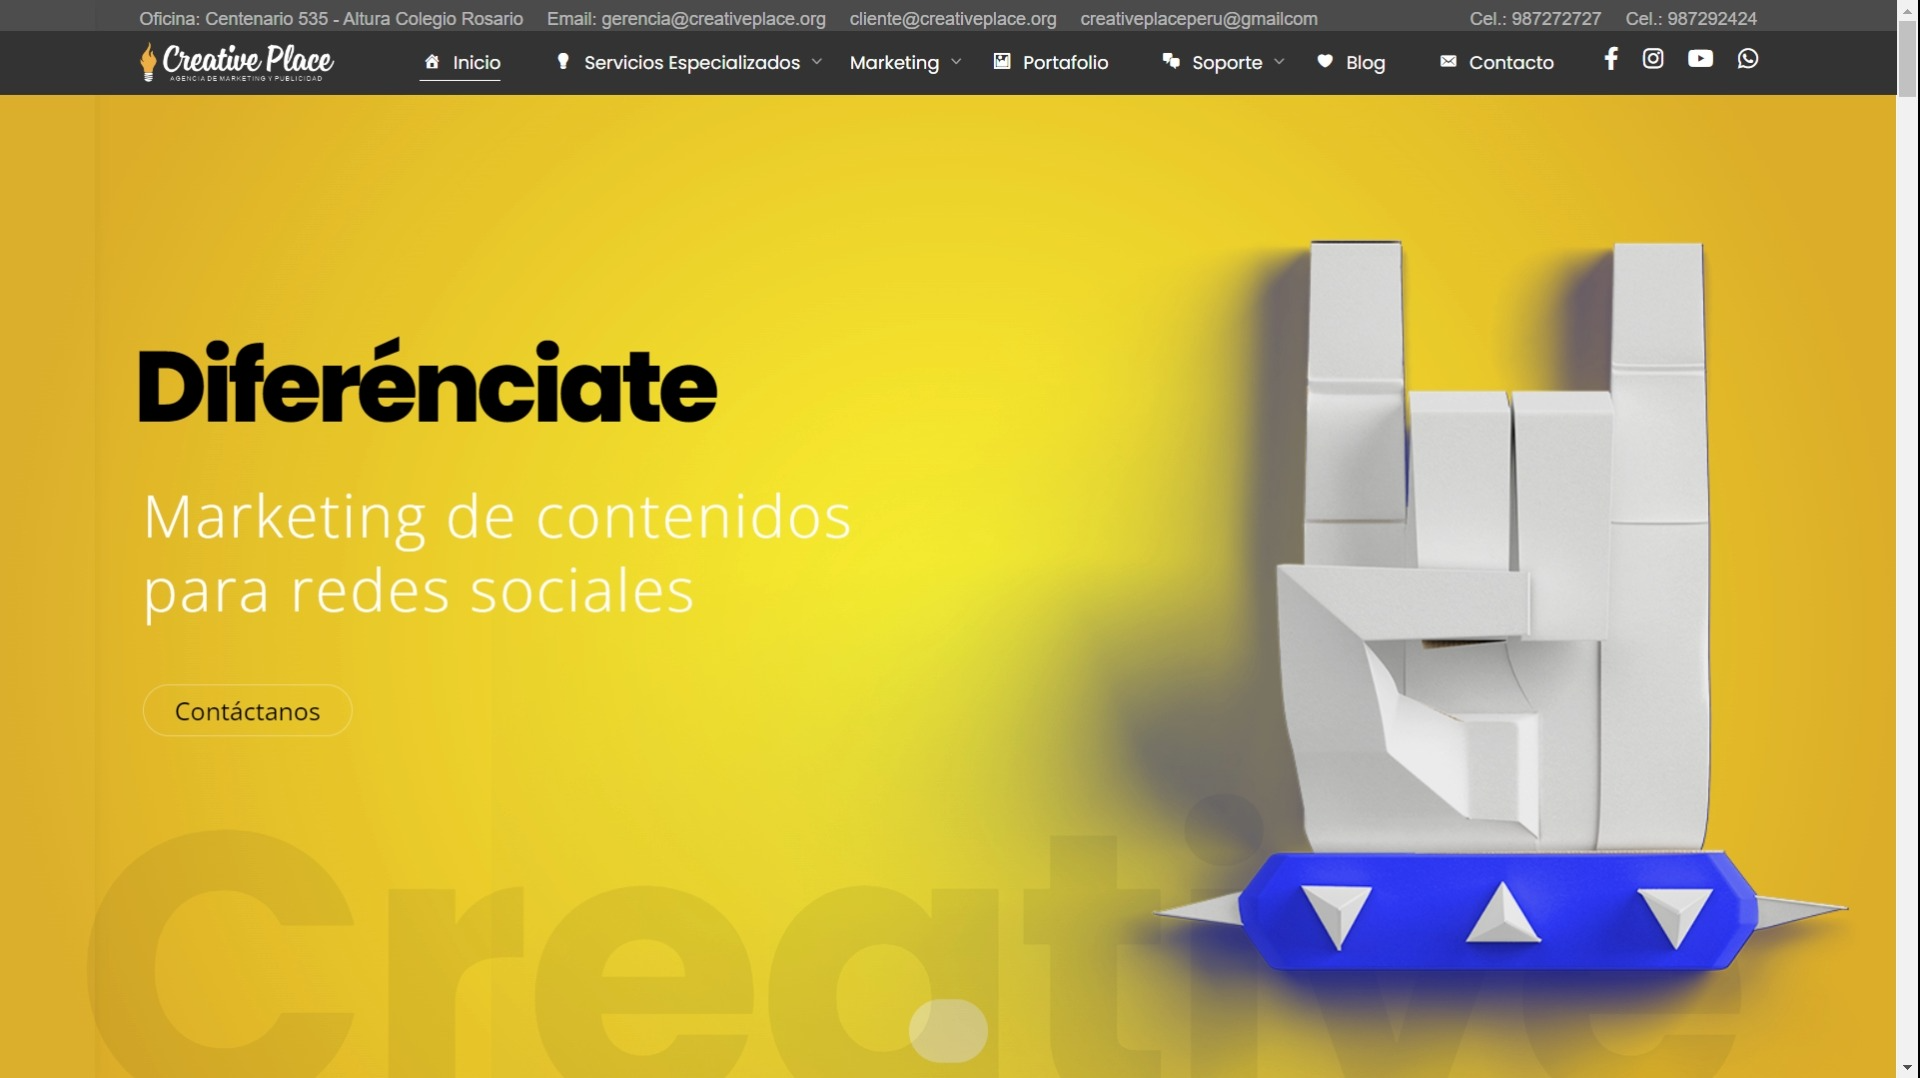 Oficina: Centenario 535 - Altura Colegio Rosario Email: gerencia@creativeplace.org cliente@creativeplace.org creativeplaceperu@gmailcom Cel.: 987272727 Cel.: 987292424
Creative Place
AGENCIA DE MARKETING Y PUBLICIDAD
Inicio Servicios Especializados Marketing Portafolio Soporte Blog Contacto
Diferénciate
Marketing de contenidos
para redes sociales
Contáctanos
Creative